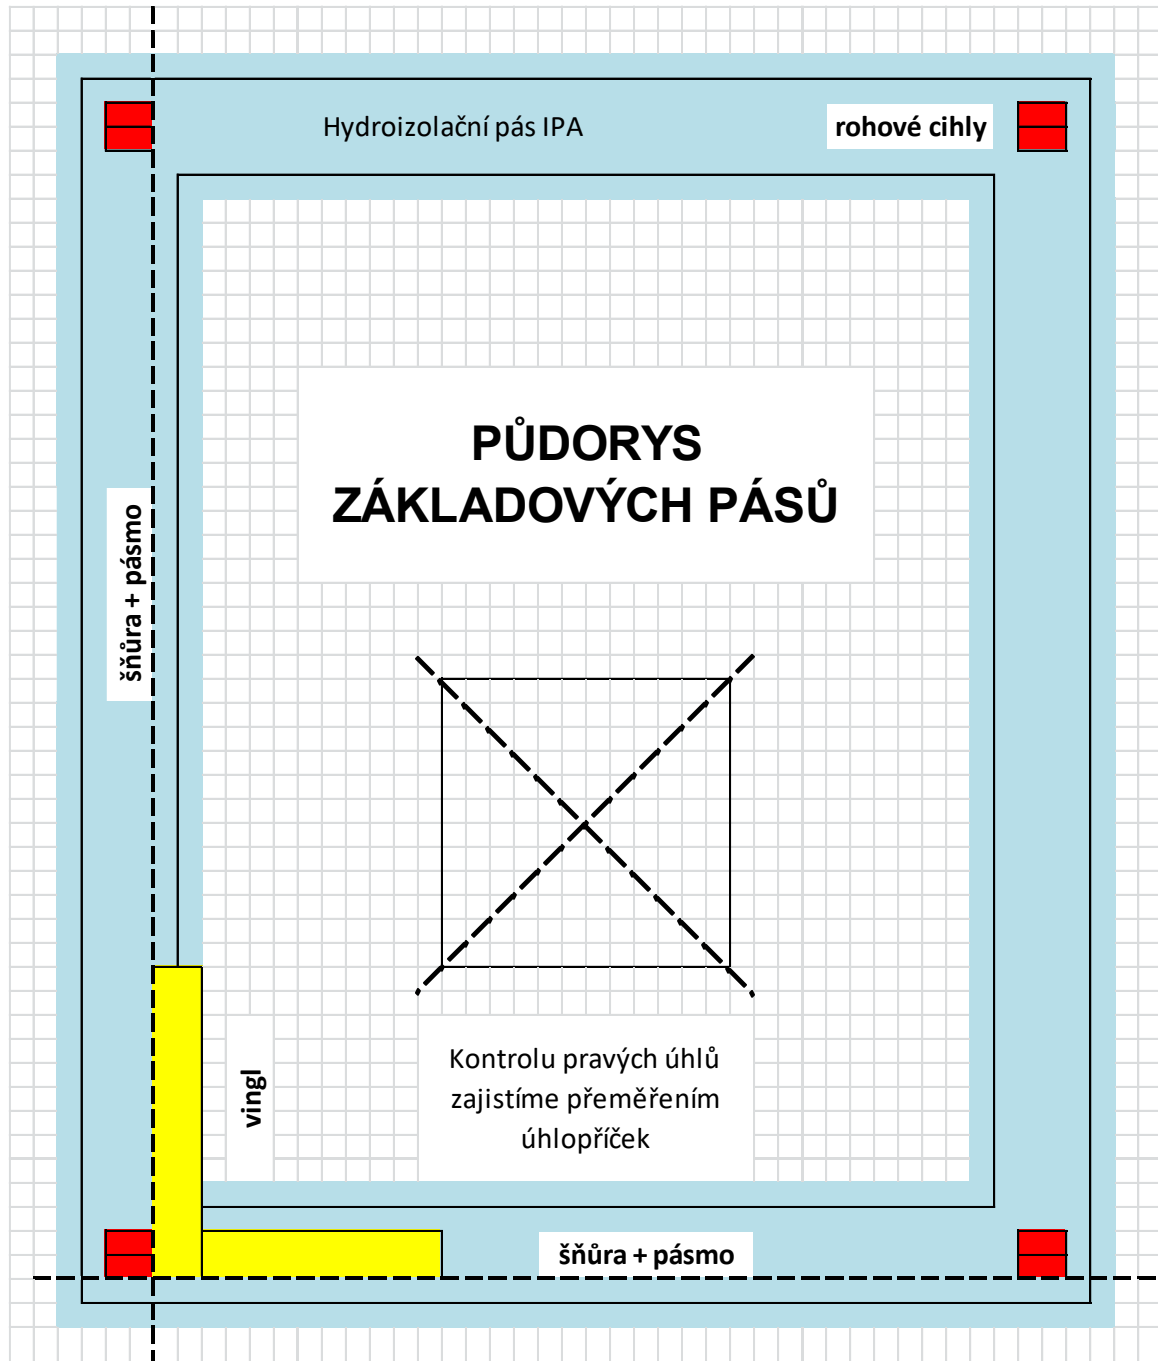 Hydroizolační pás IPA
rohové cihly
PŮDORYS
ZÁKLADOVÝCH PÁSŮ
šňůra + pásmo
vingl
Kontrolu pravých úhlů
zajistíme přeměřením
úhlopříček
šňůra + pásmo